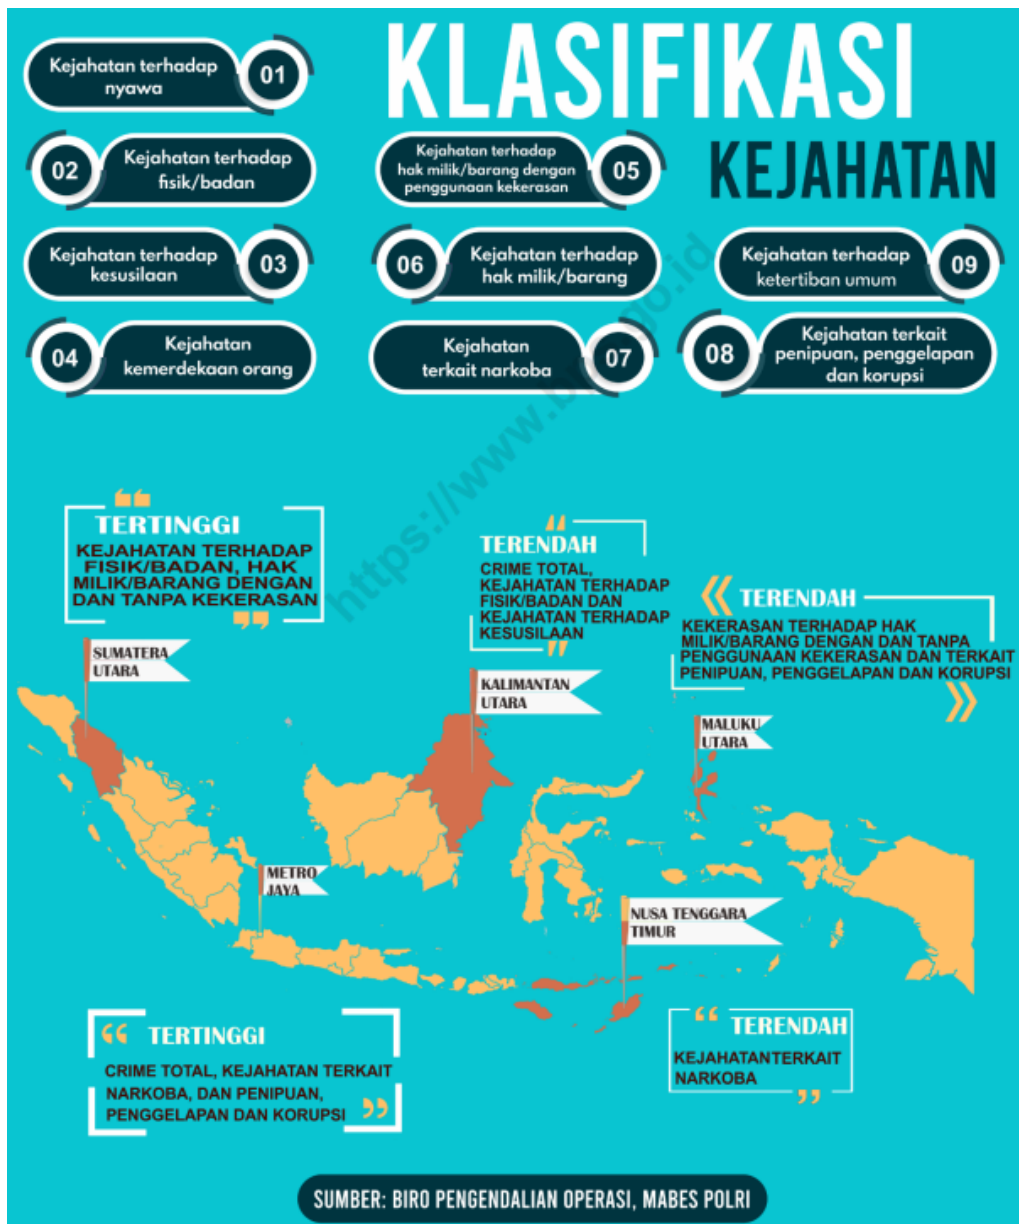 KLASIFIKASI
KEJAHATAN
Kejahatan terhadap
nyawa
01
02
Kejahatan terhadap
fisik/badan
Kejahatan terhadap
kesusilaan
03
04
Kejahatan
kemerdekaan orang
Kejahatan terhadap
hak milik/barang dengan
penggunaan kekerasan
05
06
Kejahatan terhadap
hak milik/barang
Kejahatan
terkait narkoba
07
08
Kejahatan terkait
penipuan, penggelapan
dan korupsi
Kejahatan terhadap
ketertiban umum
09
TERTINGGI
KEJAHATAN TERHADAP
FISIK/BADAN, HAK
MILIK/BARANG DENGAN
DAN TANPA KEKERASAN
SUMATERA
UTARA
TERENDAH
CRIME TOTAL,
KEJAHATAN TERHADAP
FISIK/BADAN DAN
KEJAHATAN TERHADAP
KESUSILAAN
KALIMANTAN
UTARA
TERENDAH
KEKERASAN TERHADAP HAK
MILIK/BARANG DENGAN DAN TANPA
PENGGUNAAN KEKERASAN DAN TERKAIT
PENIPUAN, PENGGELAPAN DAN KORUPSI
MALUKU
UTARA
METRO
JAYA
NUSA TENGGARA
TIMUR
TERTINGGI
CRIME TOTAL, KEJAHATAN TERKAIT
NARKOBA, DAN PENIPUAN,
PENGGELAPAN DAN KORUPSI
TERENDAH
KEJAHATANTERKAIT
NARKOBA
SUMBER: BIRO PENGENDALIAN OPERASI, MABES POLRI